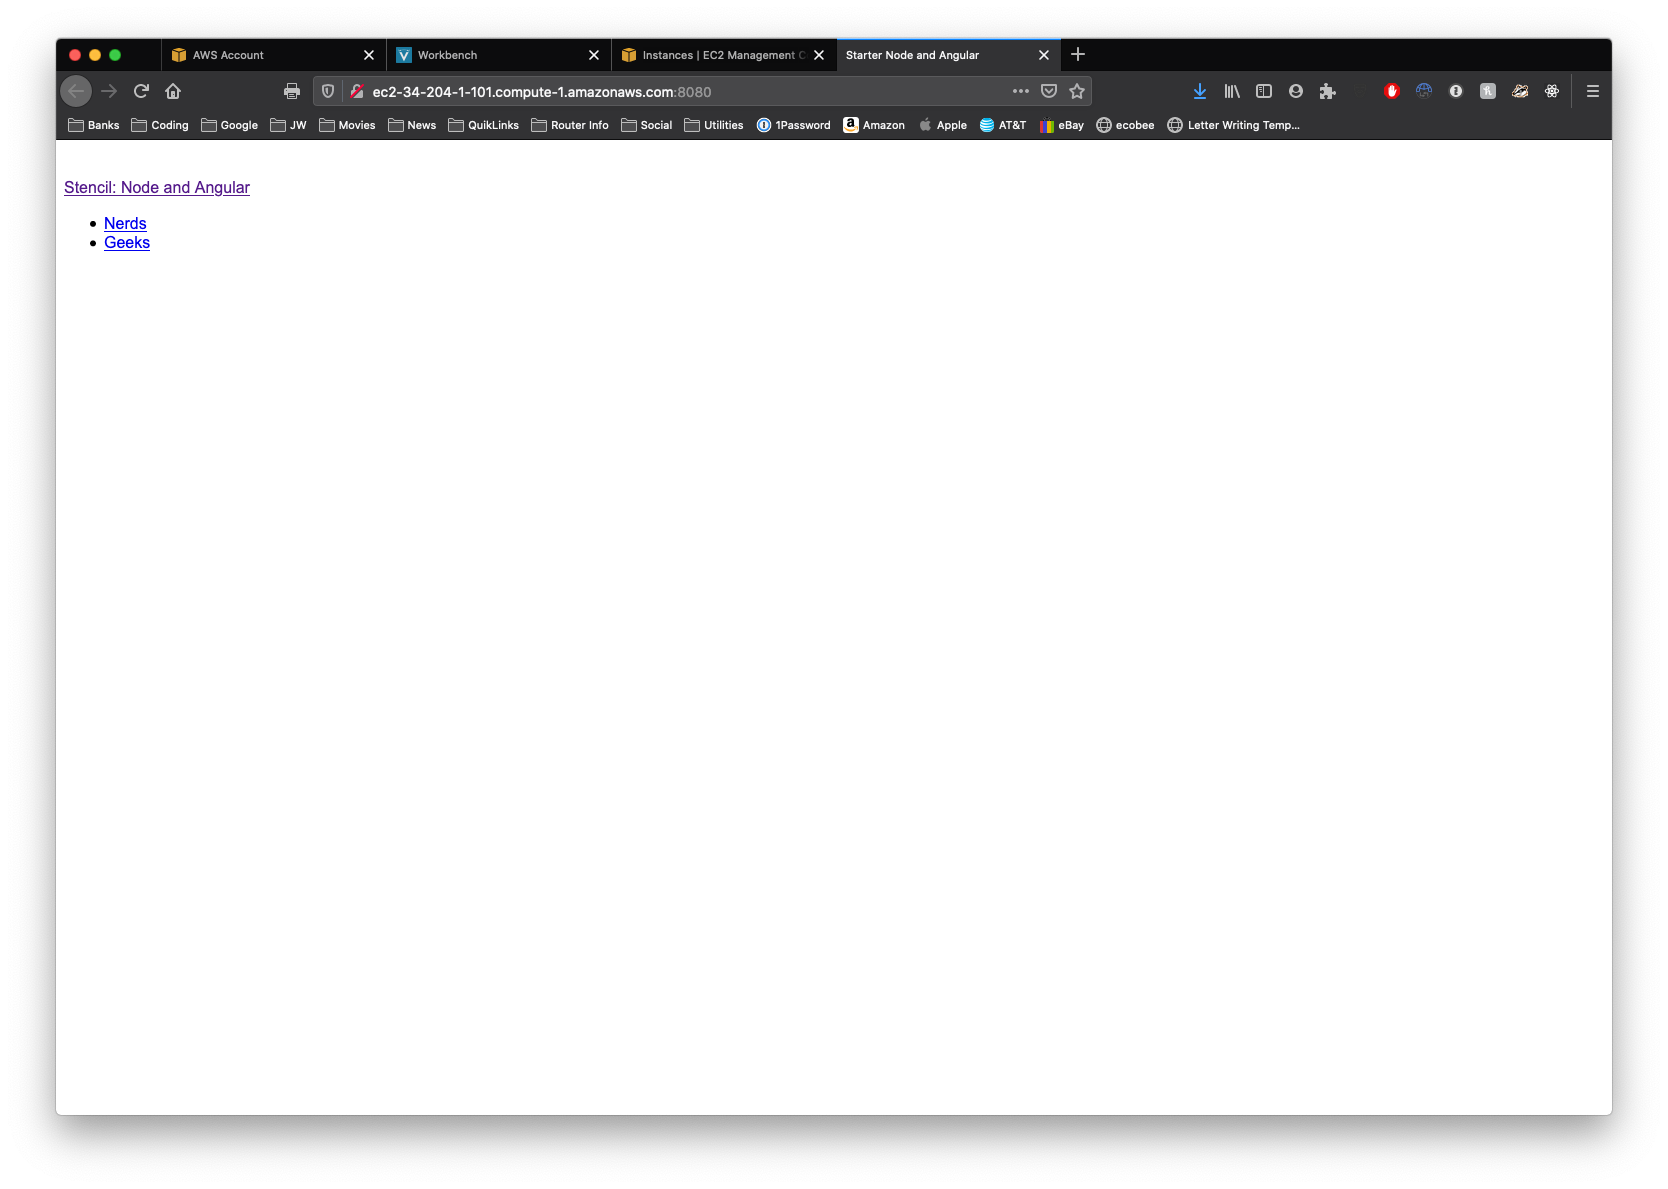 AWS Account
Workbench
Instances | EC2 Management C
Starter Node and Angular
ec2-34-204-1-101.compute-1.amazonaws.com:8080
Banks Coding Google JW Movies News QuikLinks Router Info Social Utilities 1Password Amazon Apple AT&T eBay ecobee Letter Writing Temp...
Stencil: Node and Angular
Nerds
Geeks